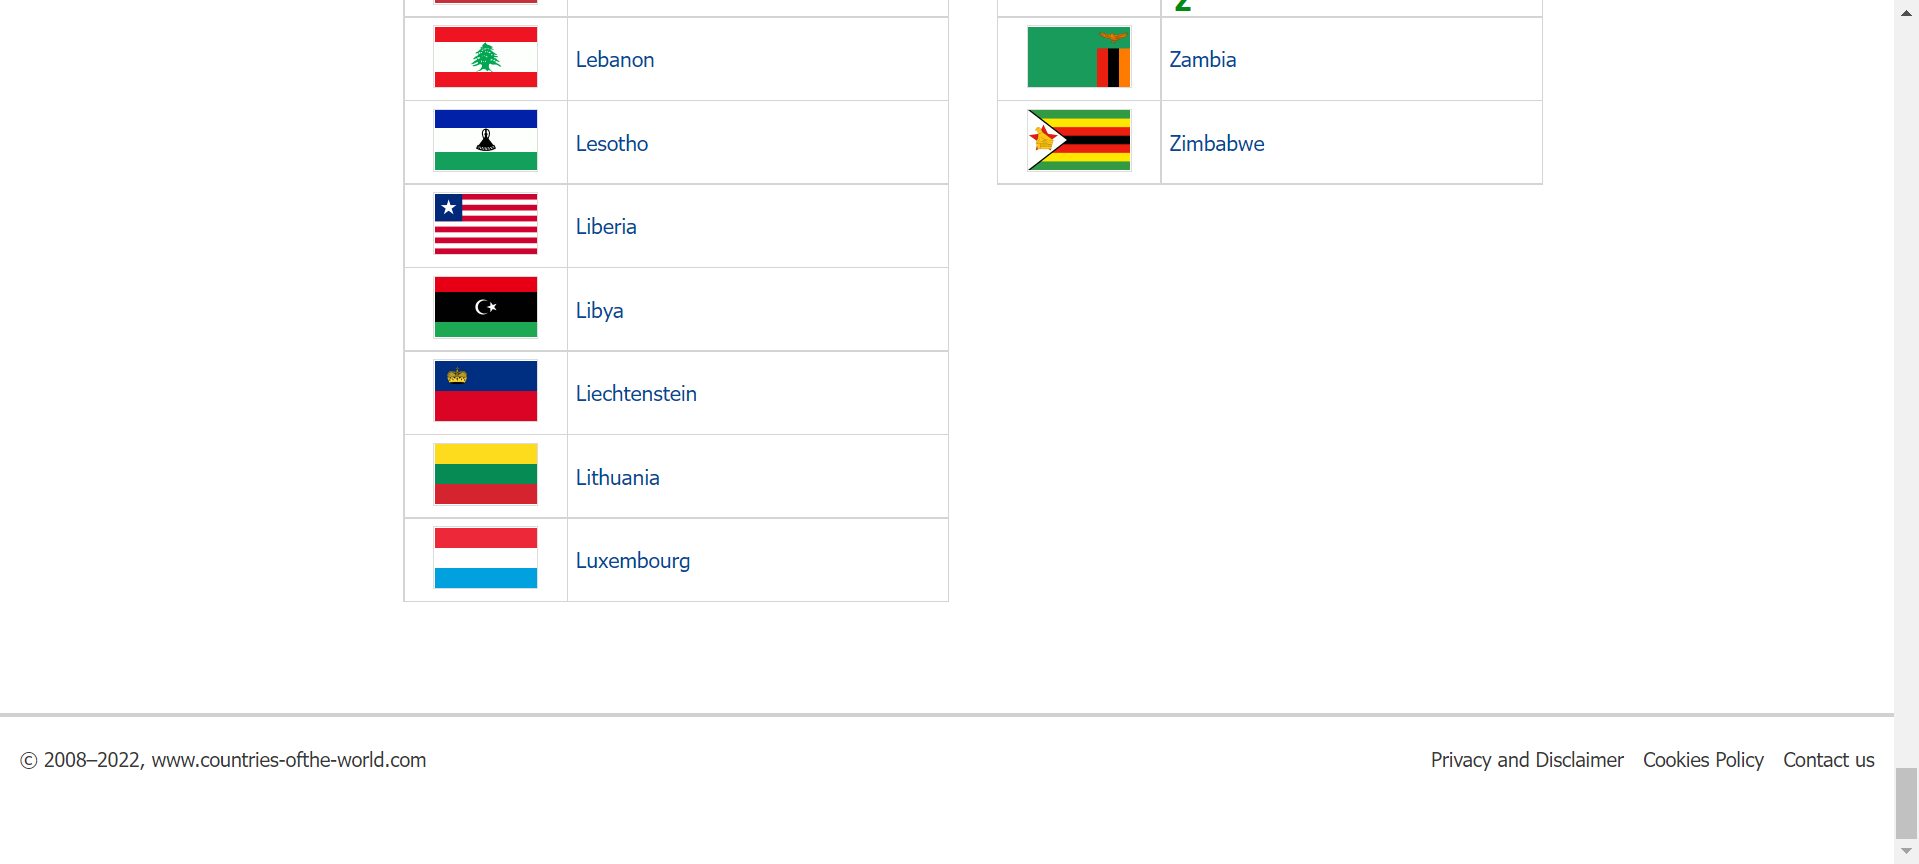 Z
Lebanon
Zambia
Lesotho
Zimbabwe
Liberia
Libya
Liechtenstein
Lithuania
Luxembourg
© 2008–2022, www.countries-ofthe-world.com
Privacy and Disclaimer Cookies Policy Contact us